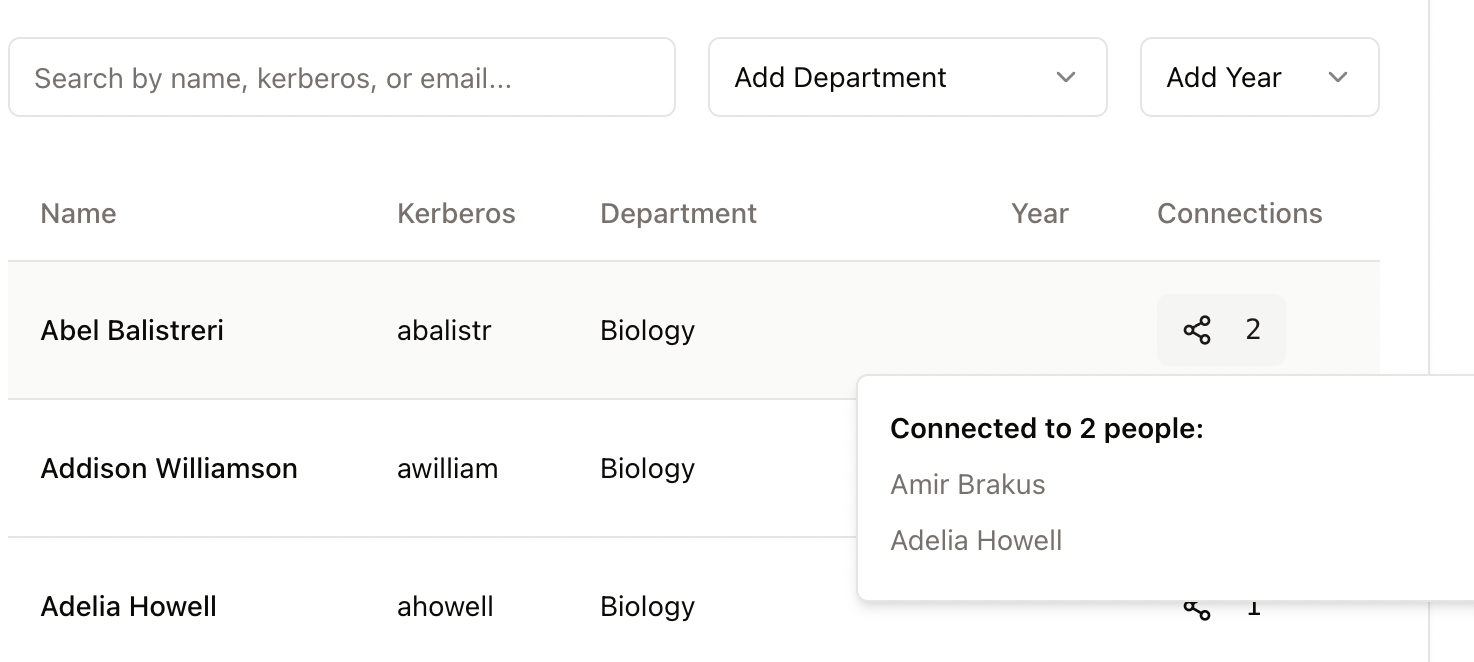 Search by name, kerberos, or email...
Add Department
Add Year
Name Kerberos Department Year Connections
Abel Balistreri abalistr Biology 2
Addison Williamson awilliam Biology
Connected to 2 people:
Amir Brakus
Adelia Howell
Adelia Howell ahowell Biology 1